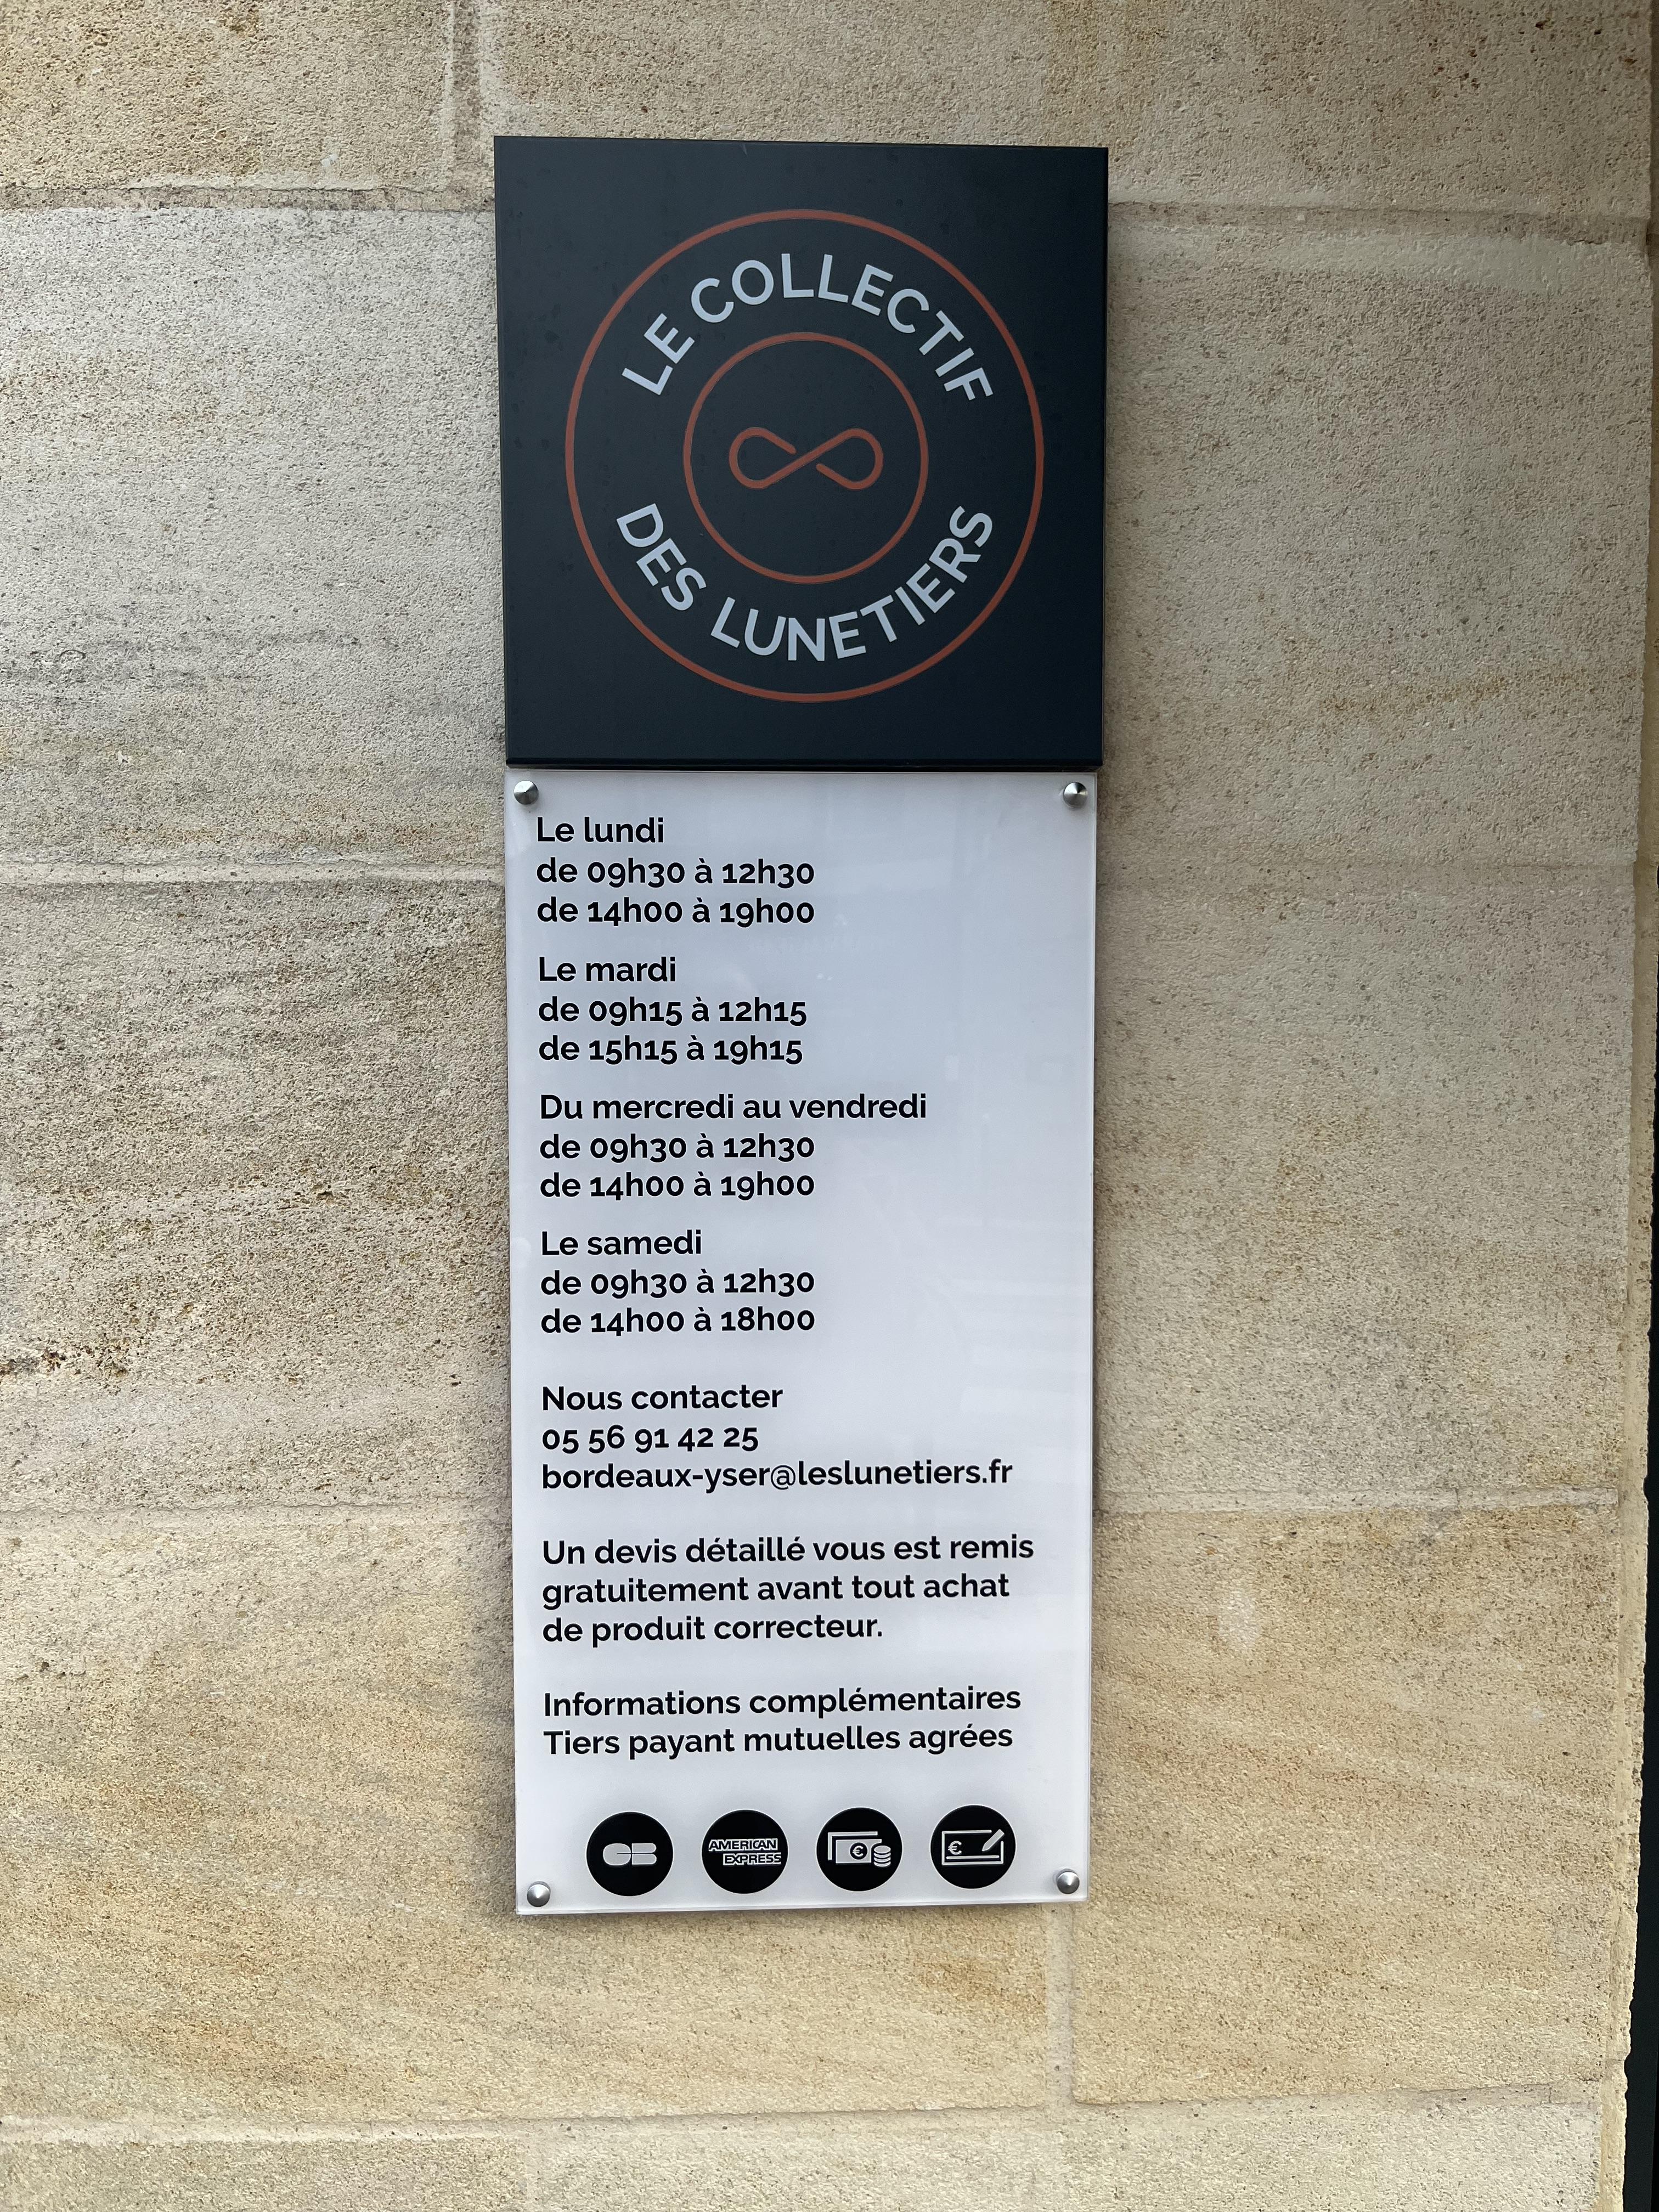 LE COLLECTIF
DES LUNETIERS
Le lundi
de 09h30 à 12h30
de 14h00 à 19h00
Le mardi
de 09h15 à 12h15
de 15h15 à 19h15
Du mercredi au vendredi
de 09h30 à 12h30
de 14h00 à 19h00
Le samedi
de 09h30 à 12h30
de 14h00 à 18h00
Nous contacter
05 56 91 42 25
bordeaux-yser@leslunetiers.fr
Un devis détaillé vous est remis
gratuitement avant tout achat
de produit correcteur.
Informations complémentaires
Tiers payant mutuelles agrées
CB
AMERICAN
EXPRESS
€
€